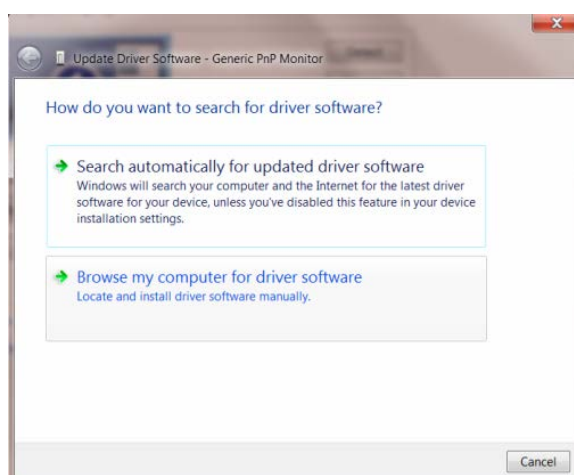 Update Driver Software - Generic PnP Monitor
How do you want to search for driver software?
Search automatically for updated driver software
Windows will search your computer and the Internet for the latest driver
software for your device, unless you've disabled this feature in your device
installation settings.
Browse my computer for driver software
Locate and install driver software manually.
Cancel